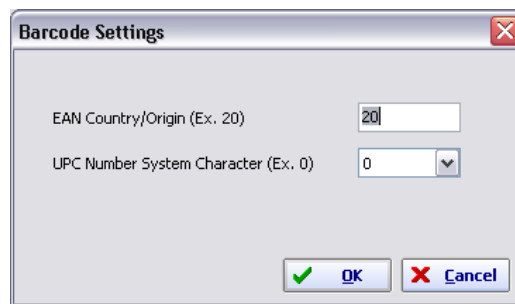 Barcode Settings
EAN Country/Origin (Ex. 20) 20
UPC Number System Character (Ex. 0) 0
OK Cancel